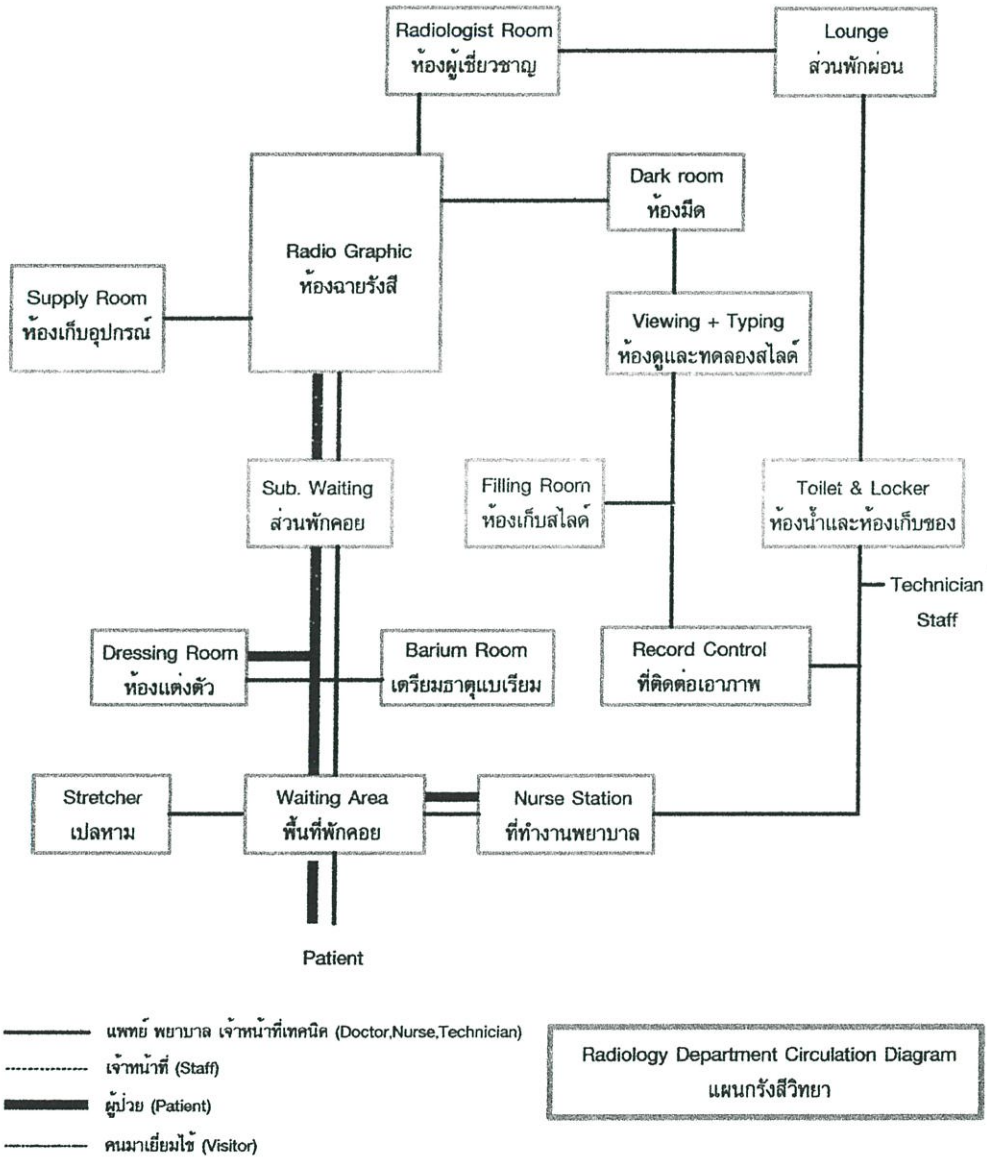 Radiologist Room
ห้องผู้เชี่ยวชาญ
Lounge
ส่วนพักผ่อน
Dark room
ห้องมืด
Radio Graphic
ห้องฉายรังสี
Supply Room
ห้องเก็บอุปกรณ์
Viewing + Typing
ห้องดูและทดลองสไลด์
Sub. Waiting
ส่วนพักคอย
Filling Room
ห้องเก็บสไลด์
Toilet & Locker
ห้องน้ำและห้องเก็บของ
Technician
Staff
Dressing Room
ห้องแต่งตัว
Barium Room
เตรียมธาตุแบเรียม
Record Control
ที่ติดต่อเอาภาพ
Stretcher
เปลหาม
Waiting Area
พื้นที่พักคอย
Nurse Station
ที่ทำงานพยาบาล
Patient
แพทย์ พยาบาล เจ้าหน้าที่เทคนิค (Doctor,Nurse,Technician)
เจ้าหน้าที่ (Staff)
ผู้ป่วย (Patient)
คนมาเยี่ยมไข้ (Visitor)
Radiology Department Circulation Diagram
แผนกรังสีวิทยา